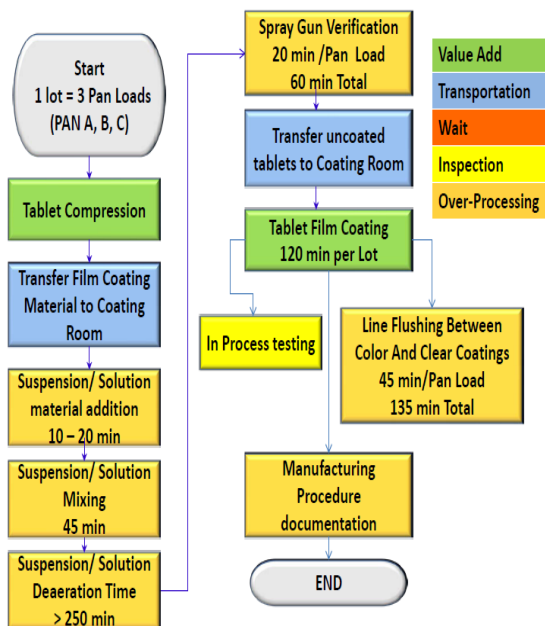 Start
1 lot = 3 Pan Loads
(PAN A, B, C)
Tablet Compression
Transfer Film Coating
Material to Coating
Room
Suspension/ Solution
material addition
10 – 20 min
Suspension/ Solution
Mixing
45 min
Suspension/ Solution
Deaeration Time
> 250 min
Spray Gun Verification
20 min /Pan Load
60 min Total
Transfer uncoated
tablets to Coating Room
Tablet Film Coating
120 min per Lot
In Process testing
Line Flushing Between
Color And Clear Coatings
45 min/Pan Load
135 min Total
Manufacturing
Procedure
documentation
END
Value Add
Transportation
Wait
Inspection
Over-Processing